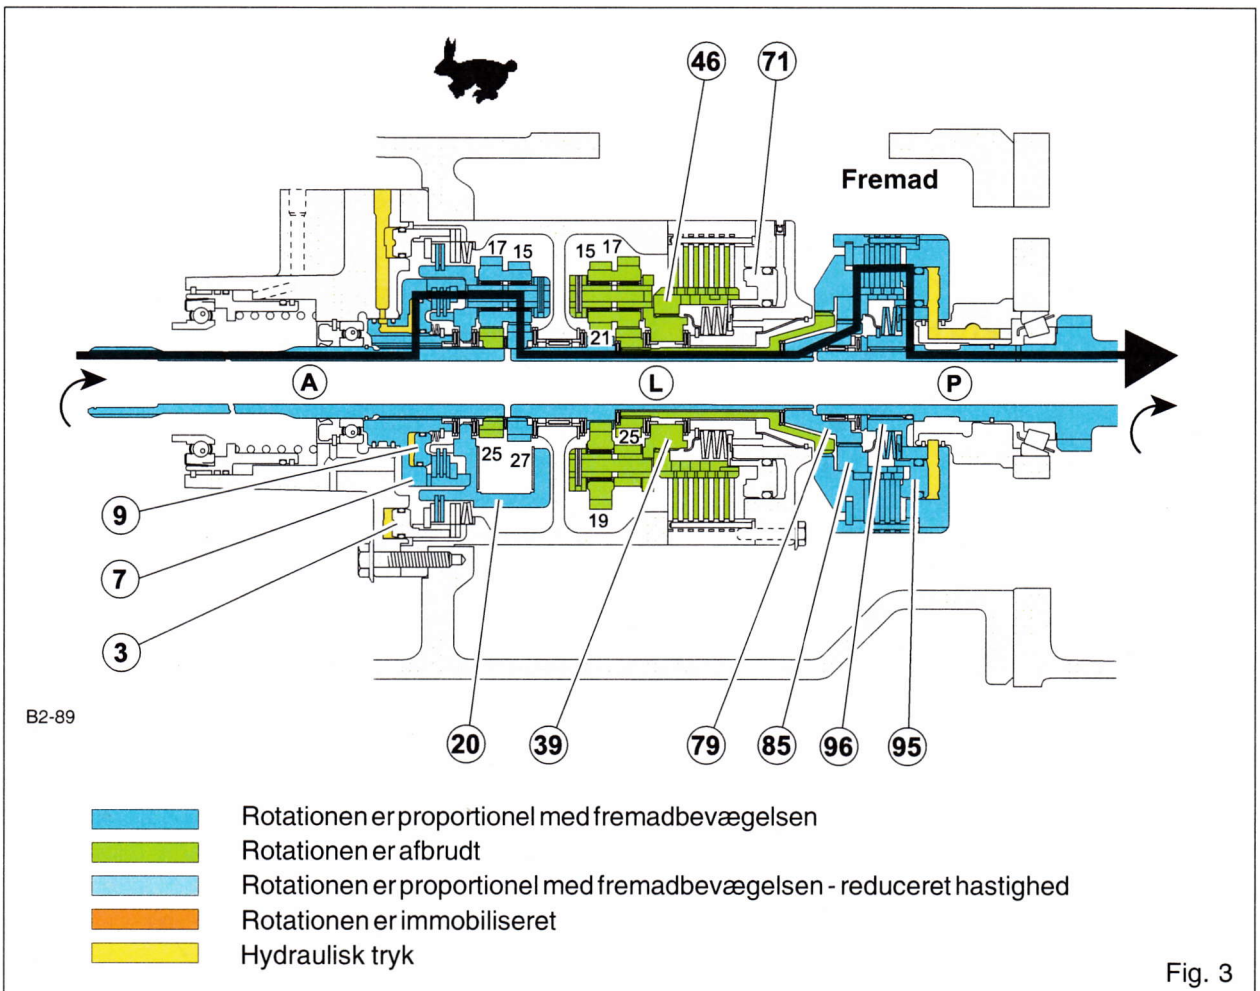 46 71
Fremad
17 15 15 17
21
A L P
25 27 25
19
9
7
3
B2-89
20 39 79 85 96 95
Rotationen er proportionel med fremadbevægelsen
Rotationen er afbrudt
Rotationen er proportionel med fremadbevægelsen - reduceret hastighed
Rotationen er immobiliseret
Hydraulisk tryk
Fig. 3